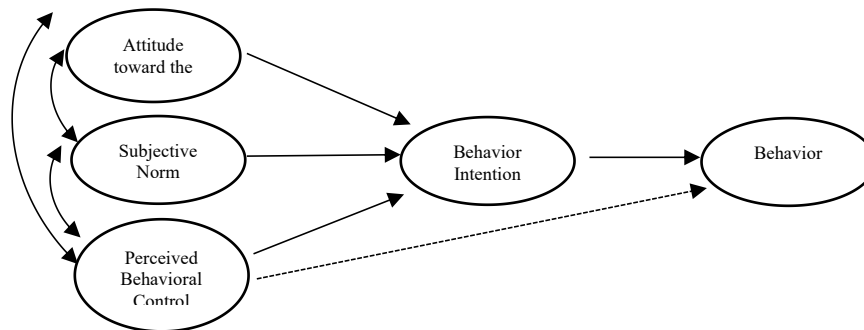 Attitude
toward the
Subjective
Norm
Perceived
Behavioral
Control
Behavior
Intention
Behavior